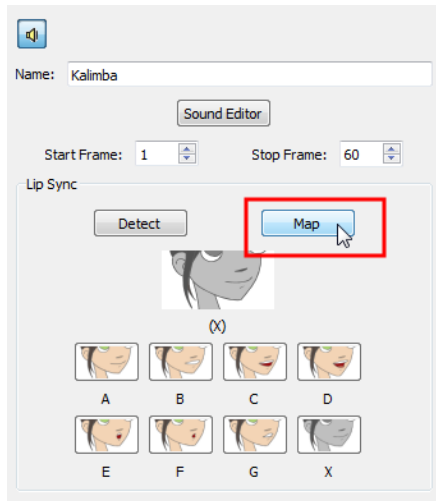 Name: Kalimba
Sound Editor
Start Frame: 1 Stop Frame: 60
Lip Sync
Detect Map
(X)
A B C D
E F G X